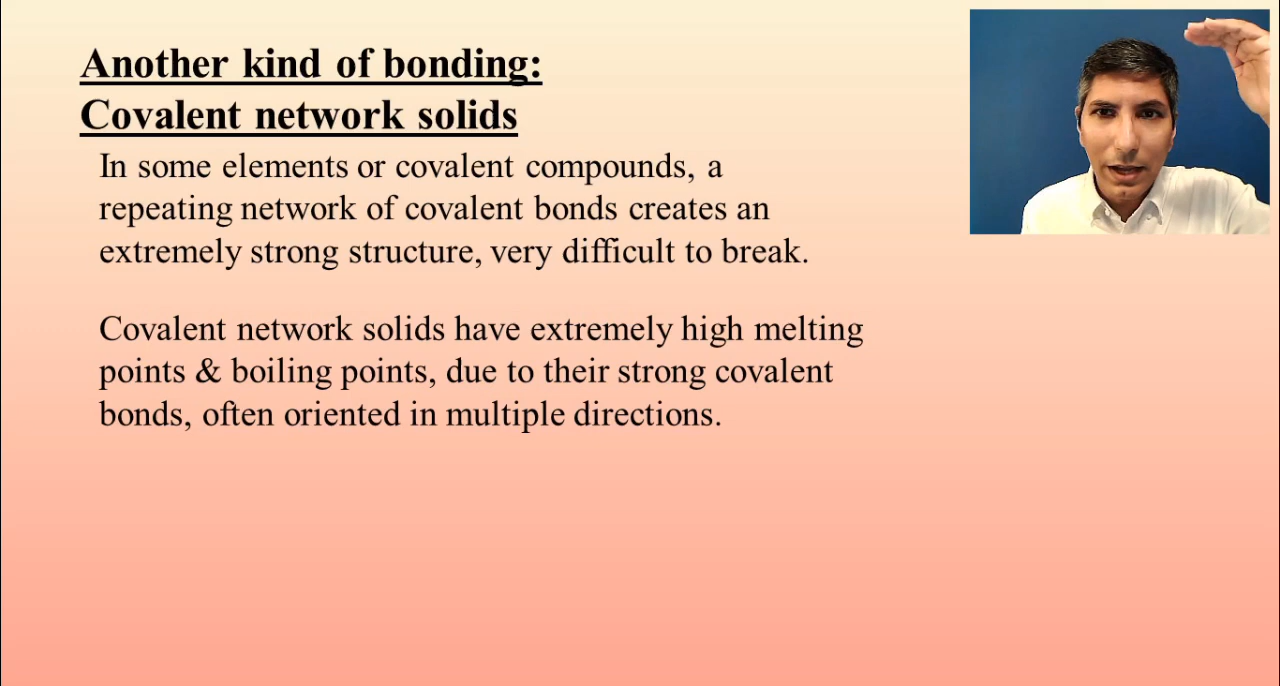 Another kind of bonding:
Covalent network solids
In some elements or covalent compounds, a
repeating network of covalent bonds creates an
extremely strong structure, very difficult to break.
Covalent network solids have extremely high melting
points & boiling points, due to their strong covalent
bonds, often oriented in multiple directions.